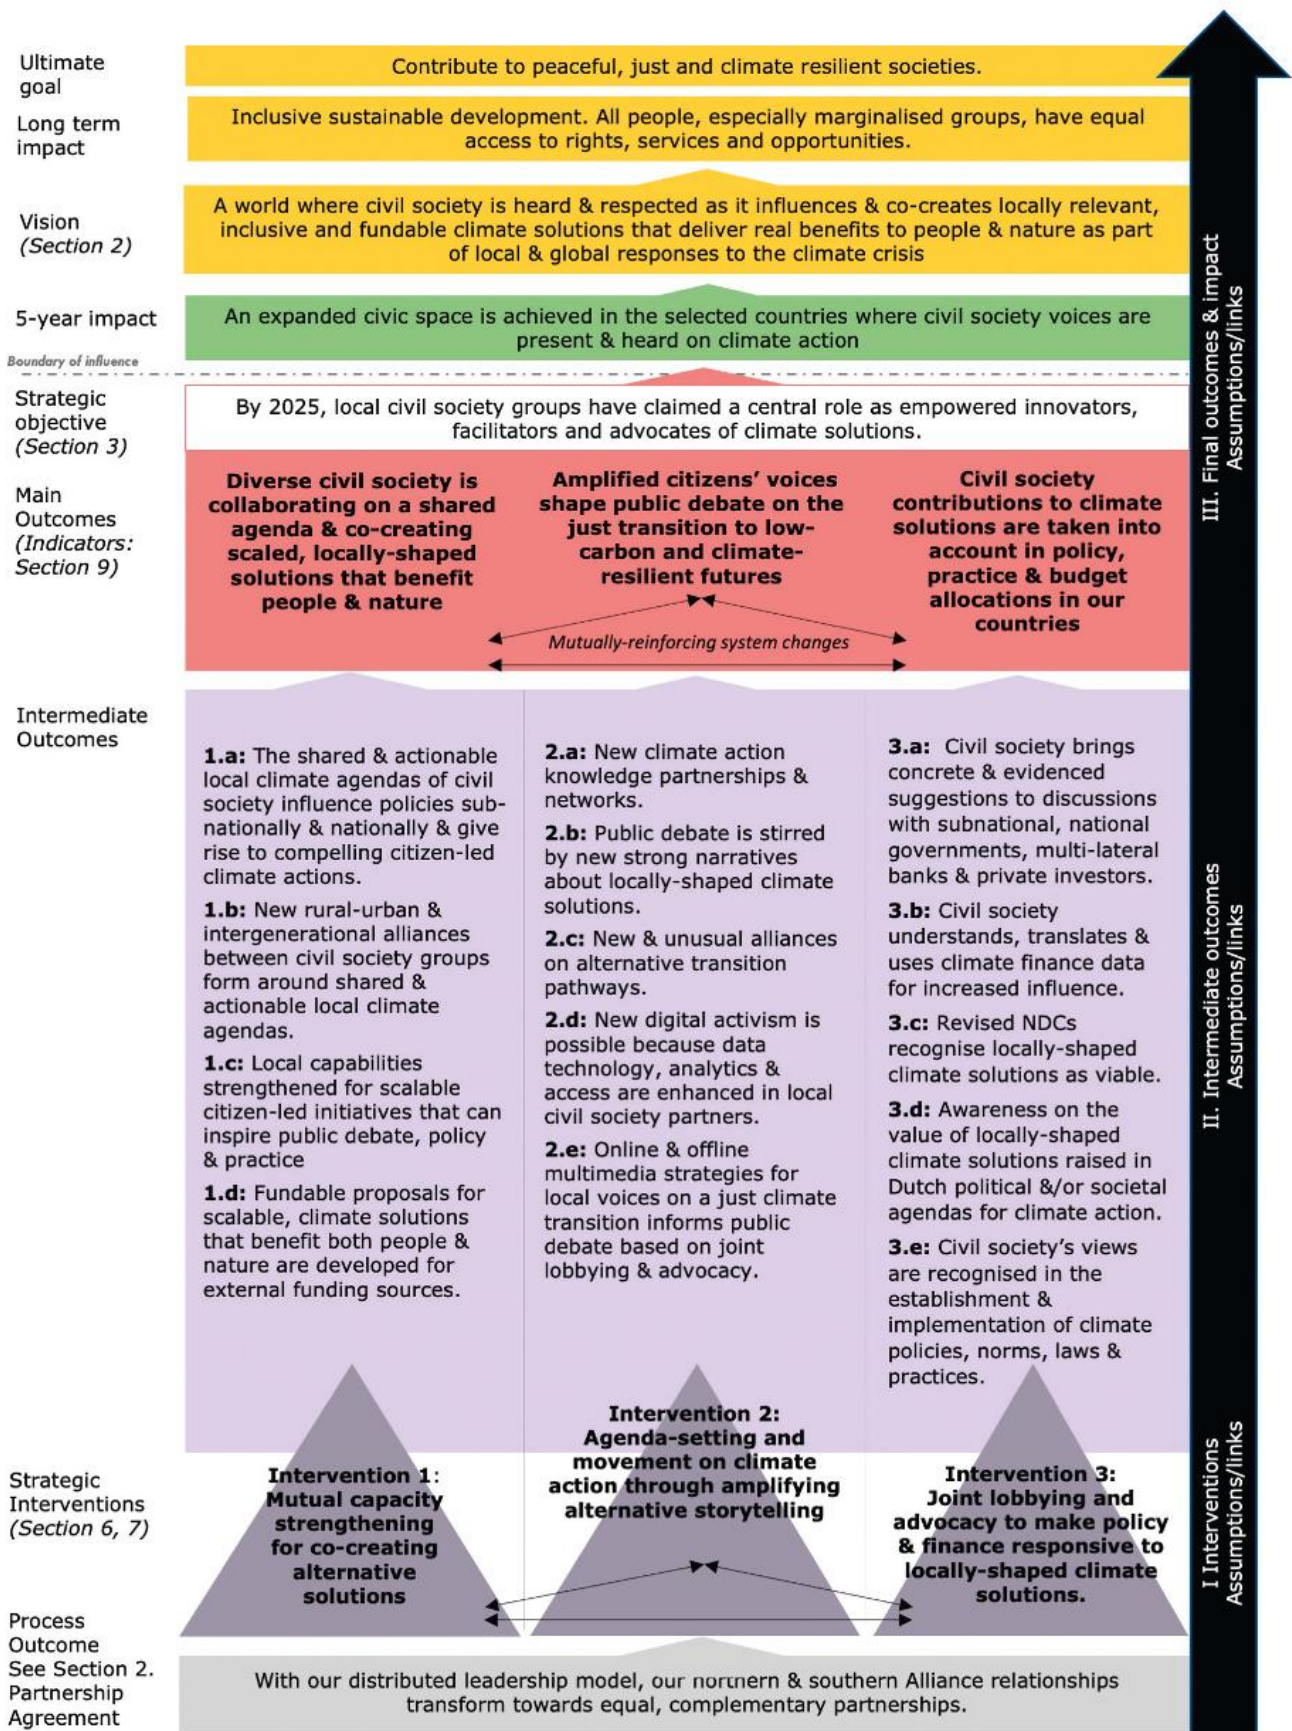 Ultimate
goal
Contribute to peaceful, just and climate resilient societies.
Long term
impact
Inclusive sustainable development. All people, especially marginalised groups, have equal
access to rights, services and opportunities.
Vision
(Section 2)
A world where civil society is heard & respected as it influences & co-creates locally relevant,
inclusive and fundable climate solutions that deliver real benefits to people & nature as part
of local & global responses to the climate crisis
5-year impact
An expanded civic space is achieved in the selected countries where civil society voices are
present & heard on climate action
Boundary of influence
Strategic
objective
(Section 3)
By 2025, local civil society groups have claimed a central role as empowered innovators,
facilitators and advocates of climate solutions.
Main
Outcomes
(Indicators:
Section 9)
Diverse civil society is
collaborating on a shared
agenda & co-creating
scaled, locally-shaped
solutions that benefit
people & nature
Amplified citizens’ voices
shape public debate on the
just transition to low-
carbon and climate-
resilient futures
Civil society
contributions to climate
solutions are taken into
account in policy,
practice & budget
allocations in our
countries
Mutually-reinforcing system changes
Intermediate
Outcomes
1.a: The shared & actionable
local climate agendas of civil
society influence policies sub-
nationally & nationally & give
rise to compelling citizen-led
climate actions.
1.b: New rural-urban &
intergenerational alliances
between civil society groups
form around shared &
actionable local climate
agendas.
1.c: Local capabilities
strengthened for scalable
citizen-led initiatives that can
inspire public debate, policy
& practice
1.d: Fundable proposals for
scalable, climate solutions
that benefit both people &
nature are developed for
external funding sources.
2.a: New climate action
knowledge partnerships &
networks.
2.b: Public debate is stirred
by new strong narratives
about locally-shaped climate
solutions.
2.c: New & unusual alliances
on alternative transition
pathways.
2.d: New digital activism is
possible because data
technology, analytics &
access are enhanced in local
civil society partners.
2.e: Online & offline
multimedia strategies for
local voices on a just climate
transition informs public
debate based on joint
lobbying & advocacy.
3.a: Civil society brings
concrete & evidenced
suggestions to discussions
with subnational, national
governments, multi-lateral
banks & private investors.
3.b: Civil society
understands, translates &
uses climate finance data
for increased influence.
3.c: Revised NDCs
recognise locally-shaped
climate solutions as viable.
3.d: Awareness on the
value of locally-shaped
climate solutions raised in
Dutch political &/or societal
agendas for climate action.
3.e: Civil society’s views
are recognised in the
establishment &
implementation of climate
policies, norms, laws &
practices.
Strategic
Interventions
(Section 6, 7)
Intervention 1:
Mutual capacity
strengthening
for co-creating
alternative
solutions
Intervention 2:
Agenda-setting and
movement on climate
action through amplifying
alternative storytelling
Intervention 3:
Joint lobbying and
advocacy to make policy
& finance responsive to
locally-shaped climate
solutions.
Process
Outcome
See Section 2.
Partnership
Agreement
With our distributed leadership model, our northern & southern Alliance relationships
transform towards equal, complementary partnerships.
III. Final outcomes & impact
Assumptions/links
II. Intermediate outcomes
Assumptions/links
I Interventions
Assumptions/links